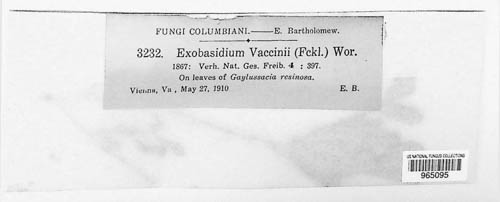 FUNGI COLUMBIANI.—E. Bartholomew.
3232. Exobasidium Vaccinii (Fckl.) Wor.
1867: Verh. Nat. Ges. Freib. 4 : 397.
On leaves of Gaylussacia resinosa.
Vienna, Va , May 27, 1910 E. B.
US NATIONAL FUNGUS COLLECTIONS
965095